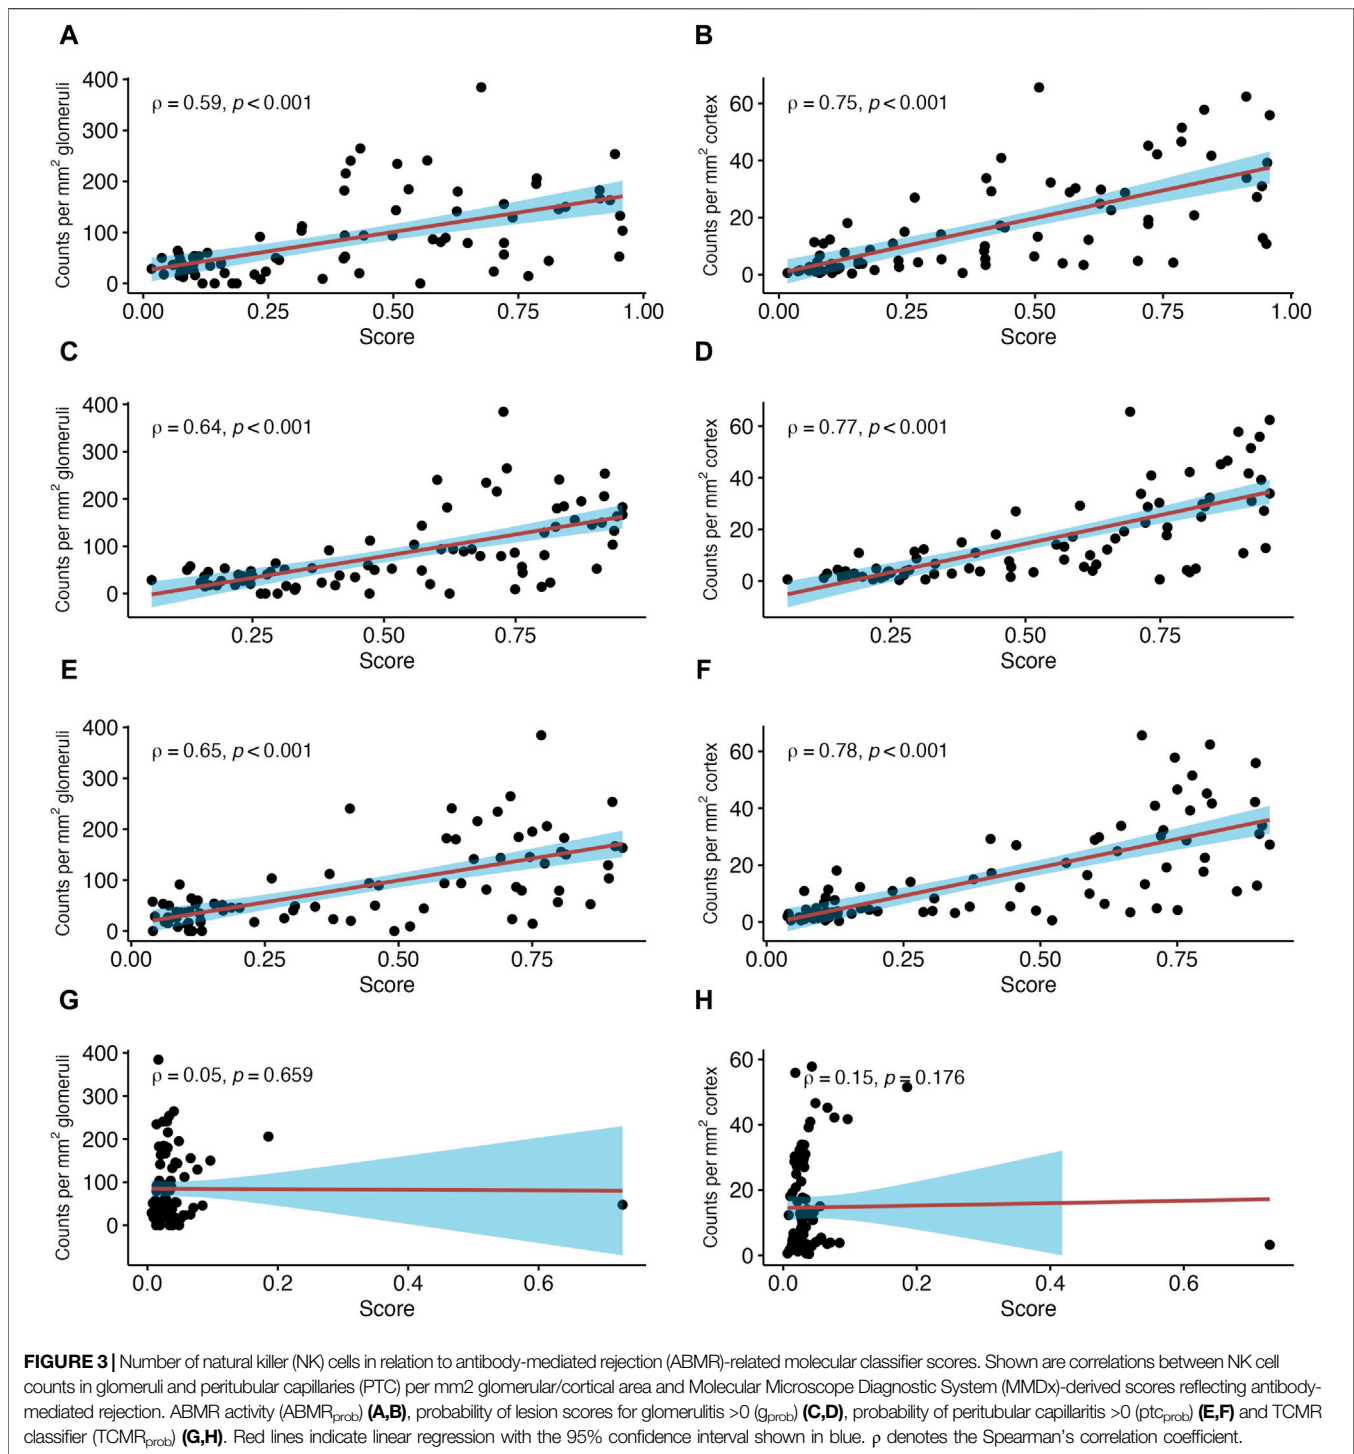 A
B
Counts per mm² glomeruli
400
300
200
100
0
ρ = 0.59, p < 0.001
0.00 0.25 0.50 0.75 1.00
Score
Counts per mm² cortex
60
40
20
0
ρ = 0.75, p < 0.001
0.00 0.25 0.50 0.75 1.00
Score
C
D
Counts per mm² glomeruli
400
300
200
100
0
ρ = 0.64, p < 0.001
0.25 0.50 0.75
Score
Counts per mm² cortex
60
40
20
0
ρ = 0.77, p < 0.001
0.25 0.50 0.75
Score
E
F
Counts per mm² glomeruli
400
300
200
100
0
ρ = 0.65, p < 0.001
0.00 0.25 0.50 0.75
Score
Counts per mm² cortex
60
40
20
0
ρ = 0.78, p < 0.001
0.00 0.25 0.50 0.75
Score
G
H
Counts per mm² glomeruli
400
300
200
100
0
ρ = 0.05, p = 0.659
0.0 0.2 0.4 0.6
Score
Counts per mm² cortex
60
40
20
0
ρ = 0.15, p = 0.176
0.0 0.2 0.4 0.6
Score
FIGURE 3 | Number of natural killer (NK) cells in relation to antibody-mediated rejection (ABMR)-related molecular classifier scores. Shown are correlations between NK cell
counts in glomeruli and peritubular capillaries (PTC) per mm2 glomerular/cortical area and Molecular Microscope Diagnostic System (MMDx)-derived scores reflecting antibody-
mediated rejection. ABMR activity (ABMRprob) (A,B), probability of lesion scores for glomerulitis >0 (gprob) (C,D), probability of peritubular capillaritis >0 (ptcprob) (E,F) and TCMR
classifier (TCMRprob) (G,H). Red lines indicate linear regression with the 95% confidence interval shown in blue. ρ denotes the Spearman's correlation coefficient.